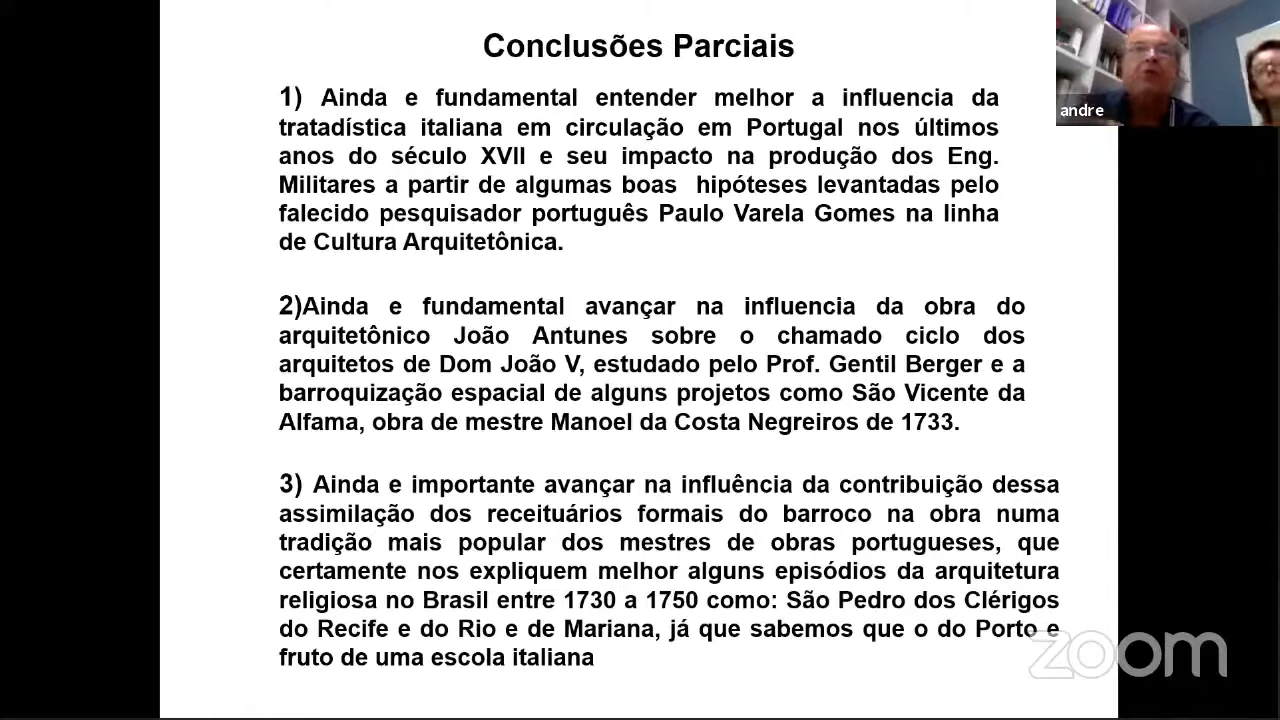 Conclusões Parciais
andre
1) Ainda e fundamental entender melhor a influencia da
tratadística italiana em circulação em Portugal nos últimos
anos do século XVII e seu impacto na produção dos Eng.
Militares a partir de algumas boas hipóteses levantadas pelo
falecido pesquisador português Paulo Varela Gomes na linha
de Cultura Arquitetônica.
2)Ainda e fundamental avançar na influencia da obra do
arquitetônico João Antunes sobre o chamado ciclo dos
arquitetos de Dom João V, estudado pelo Prof. Gentil Berger e a
barroquização espacial de alguns projetos como São Vicente da
Alfama, obra de mestre Manoel da Costa Negreiros de 1733.
3) Ainda e importante avançar na influência da contribuição dessa
assimilação dos receituários formais do barroco na obra numa
tradição mais popular dos mestres de obras portugueses, que
certamente nos expliquem melhor alguns episódios da arquitetura
religiosa no Brasil entre 1730 a 1750 como: São Pedro dos Clérigos
do Recife e do Rio e de Mariana, já que sabemos que o do Porto e
fruto de uma escola italiana
zoom